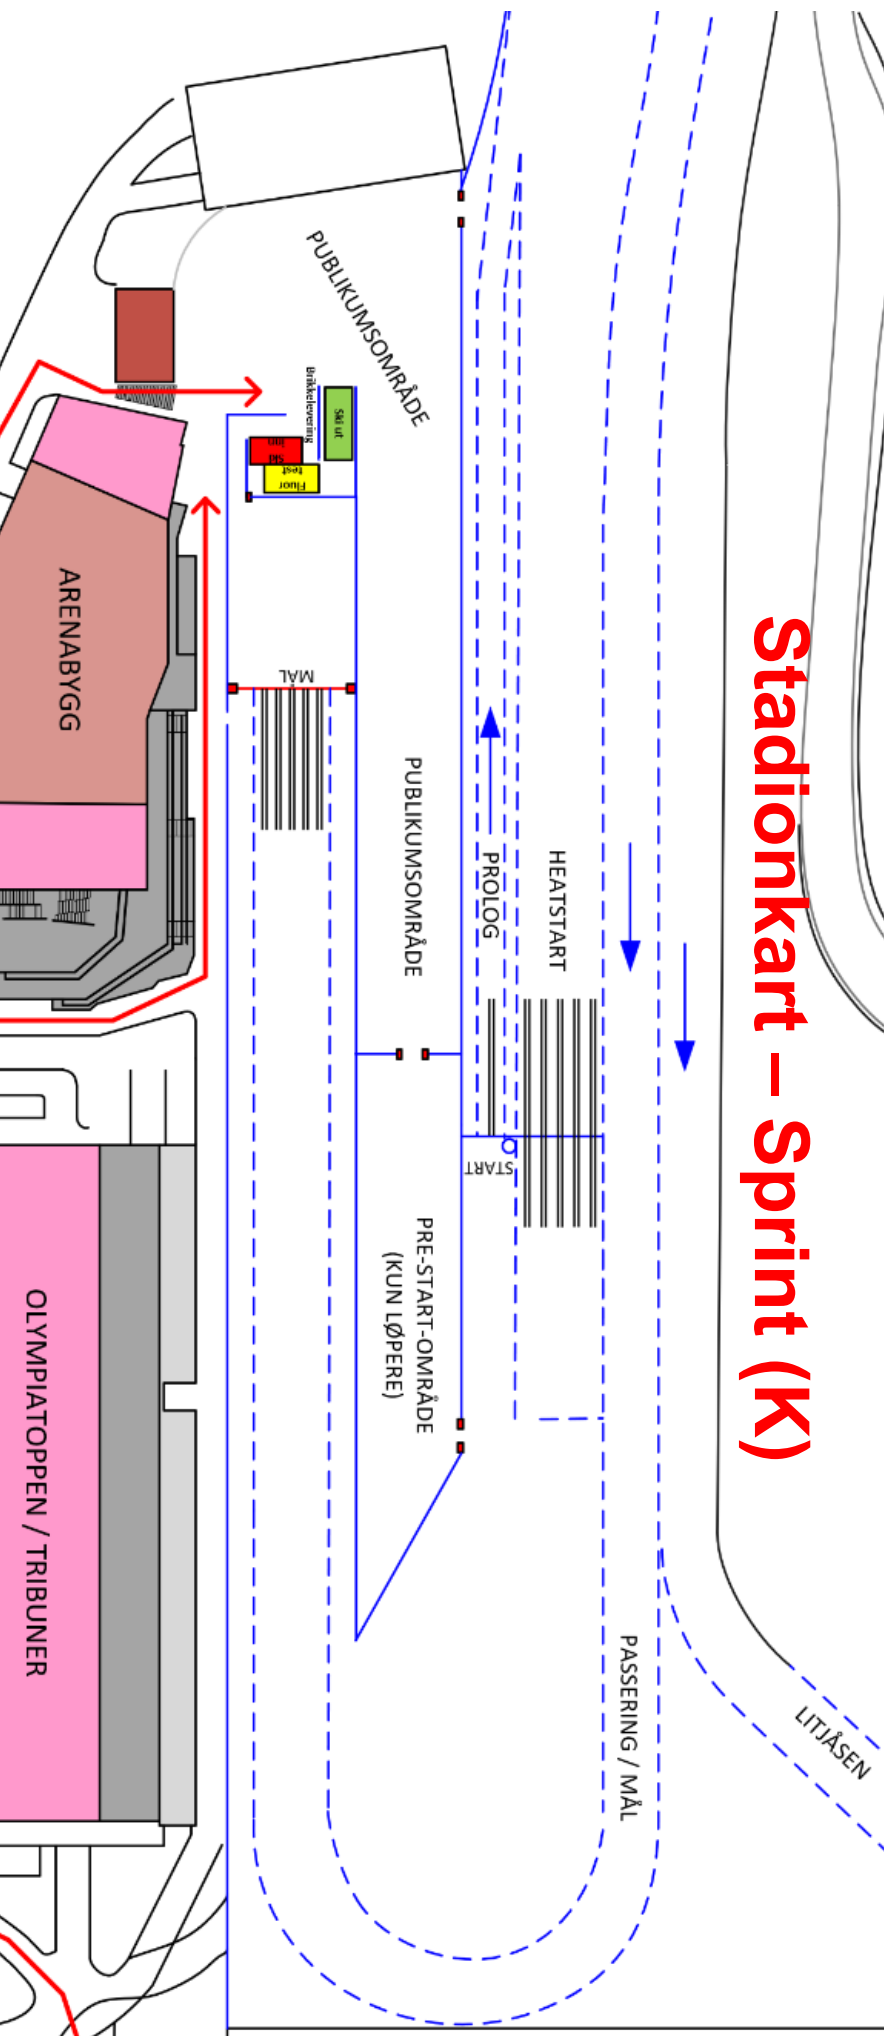 Stadionkart – Sprint (K)
PUBLIKUMSOMRÅDE
Brikkelevering
Ski ut
Ski
inn
Fluor
test
ARENABYGG
MÅL
PUBLIKUMSOMRÅDE
PROLOG
HEATSTART
START
PRE-START-OMRÅDE
(KUN LØPERE)
OLYMPIATOPPEN / TRIBUNER
PASSERING / MÅL
LITJÅSEN